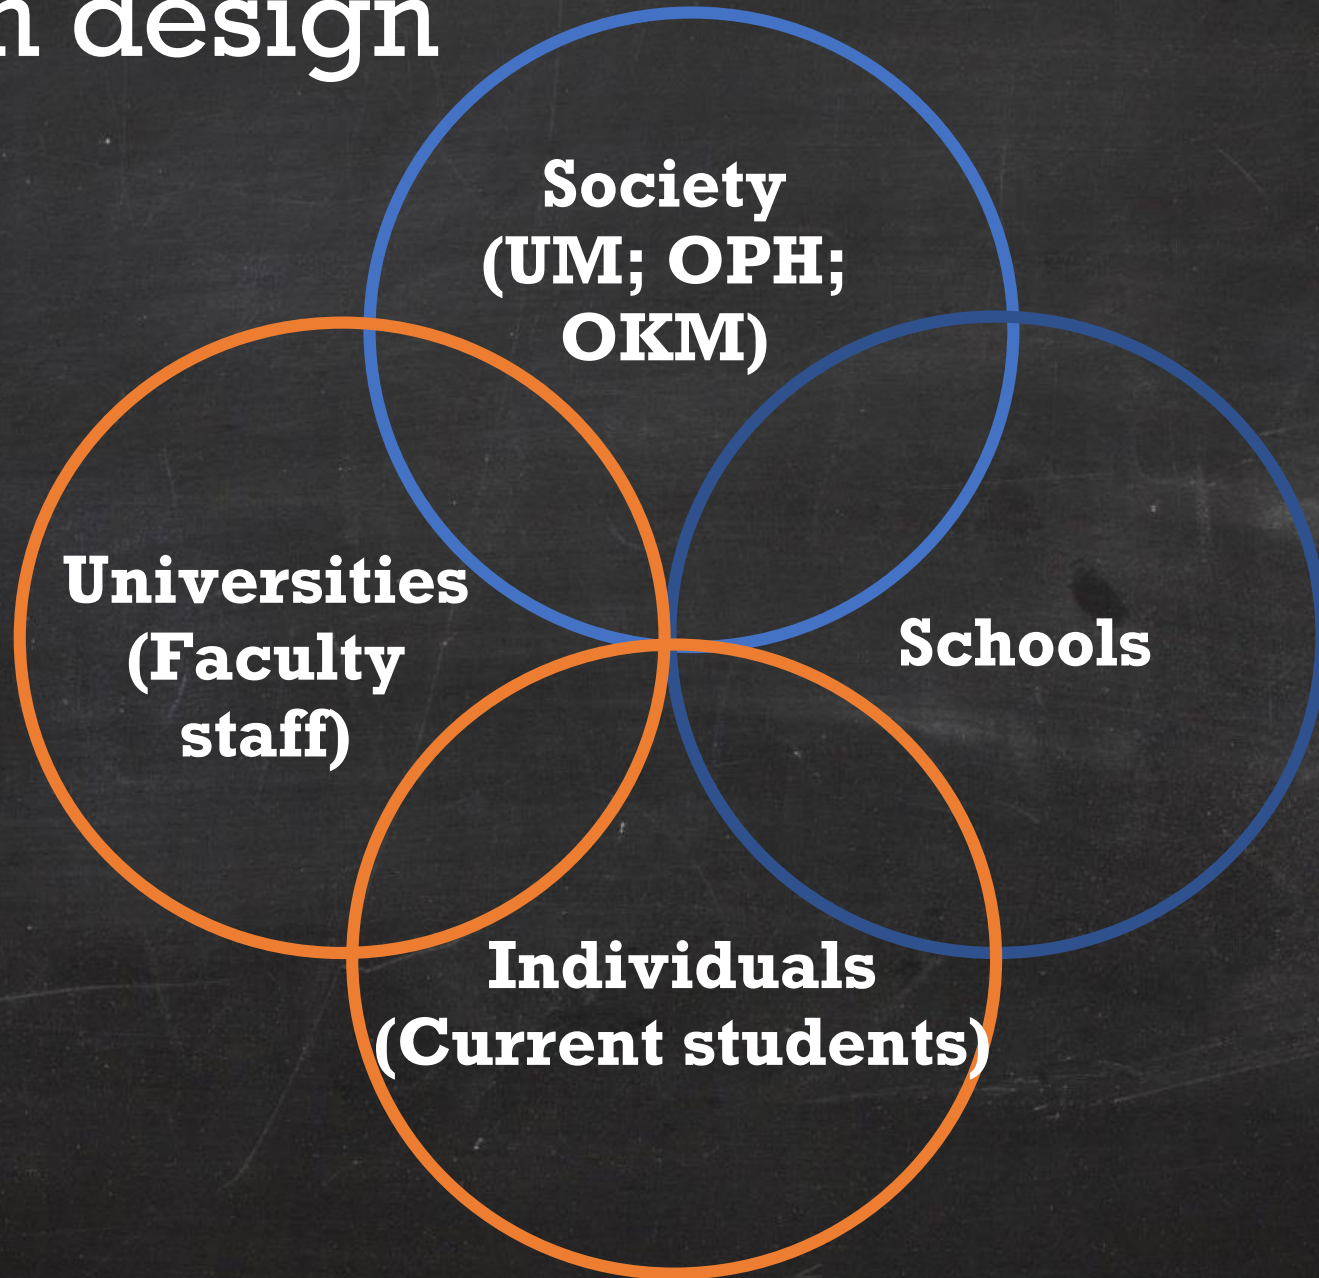 design
Society
(UM; OPH;
OKM)
Universities
(Faculty
staff)
Schools
Individuals
(Current students)